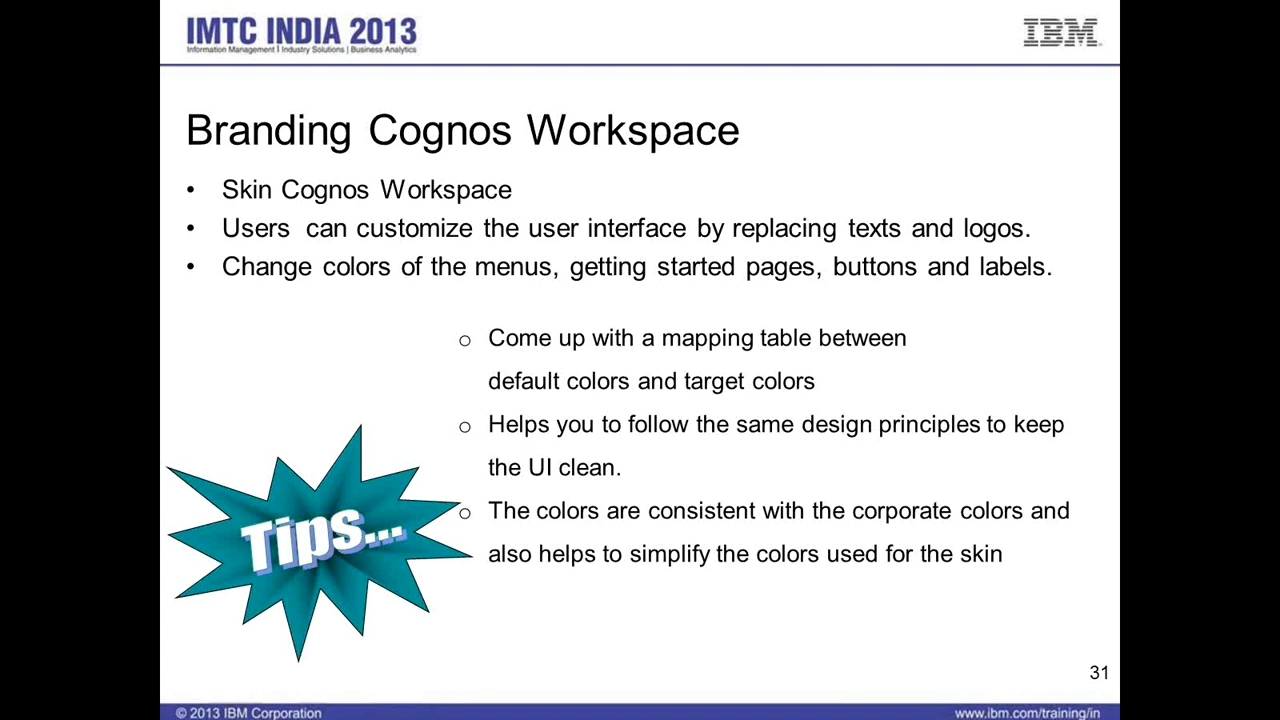 IMTC INDIA 2013
Information Management | Industry Solutions | Business Analytics
IBM
Branding Cognos Workspace
• Skin Cognos Workspace
• Users can customize the user interface by replacing texts and logos.
• Change colors of the menus, getting started pages, buttons and labels.
o Come up with a mapping table between
default colors and target colors
o Helps you to follow the same design principles to keep
the UI clean.
Tips...
o The colors are consistent with the corporate colors and
also helps to simplify the colors used for the skin
31
© 2013 IBM Corporation
www.ibm.com/training/in